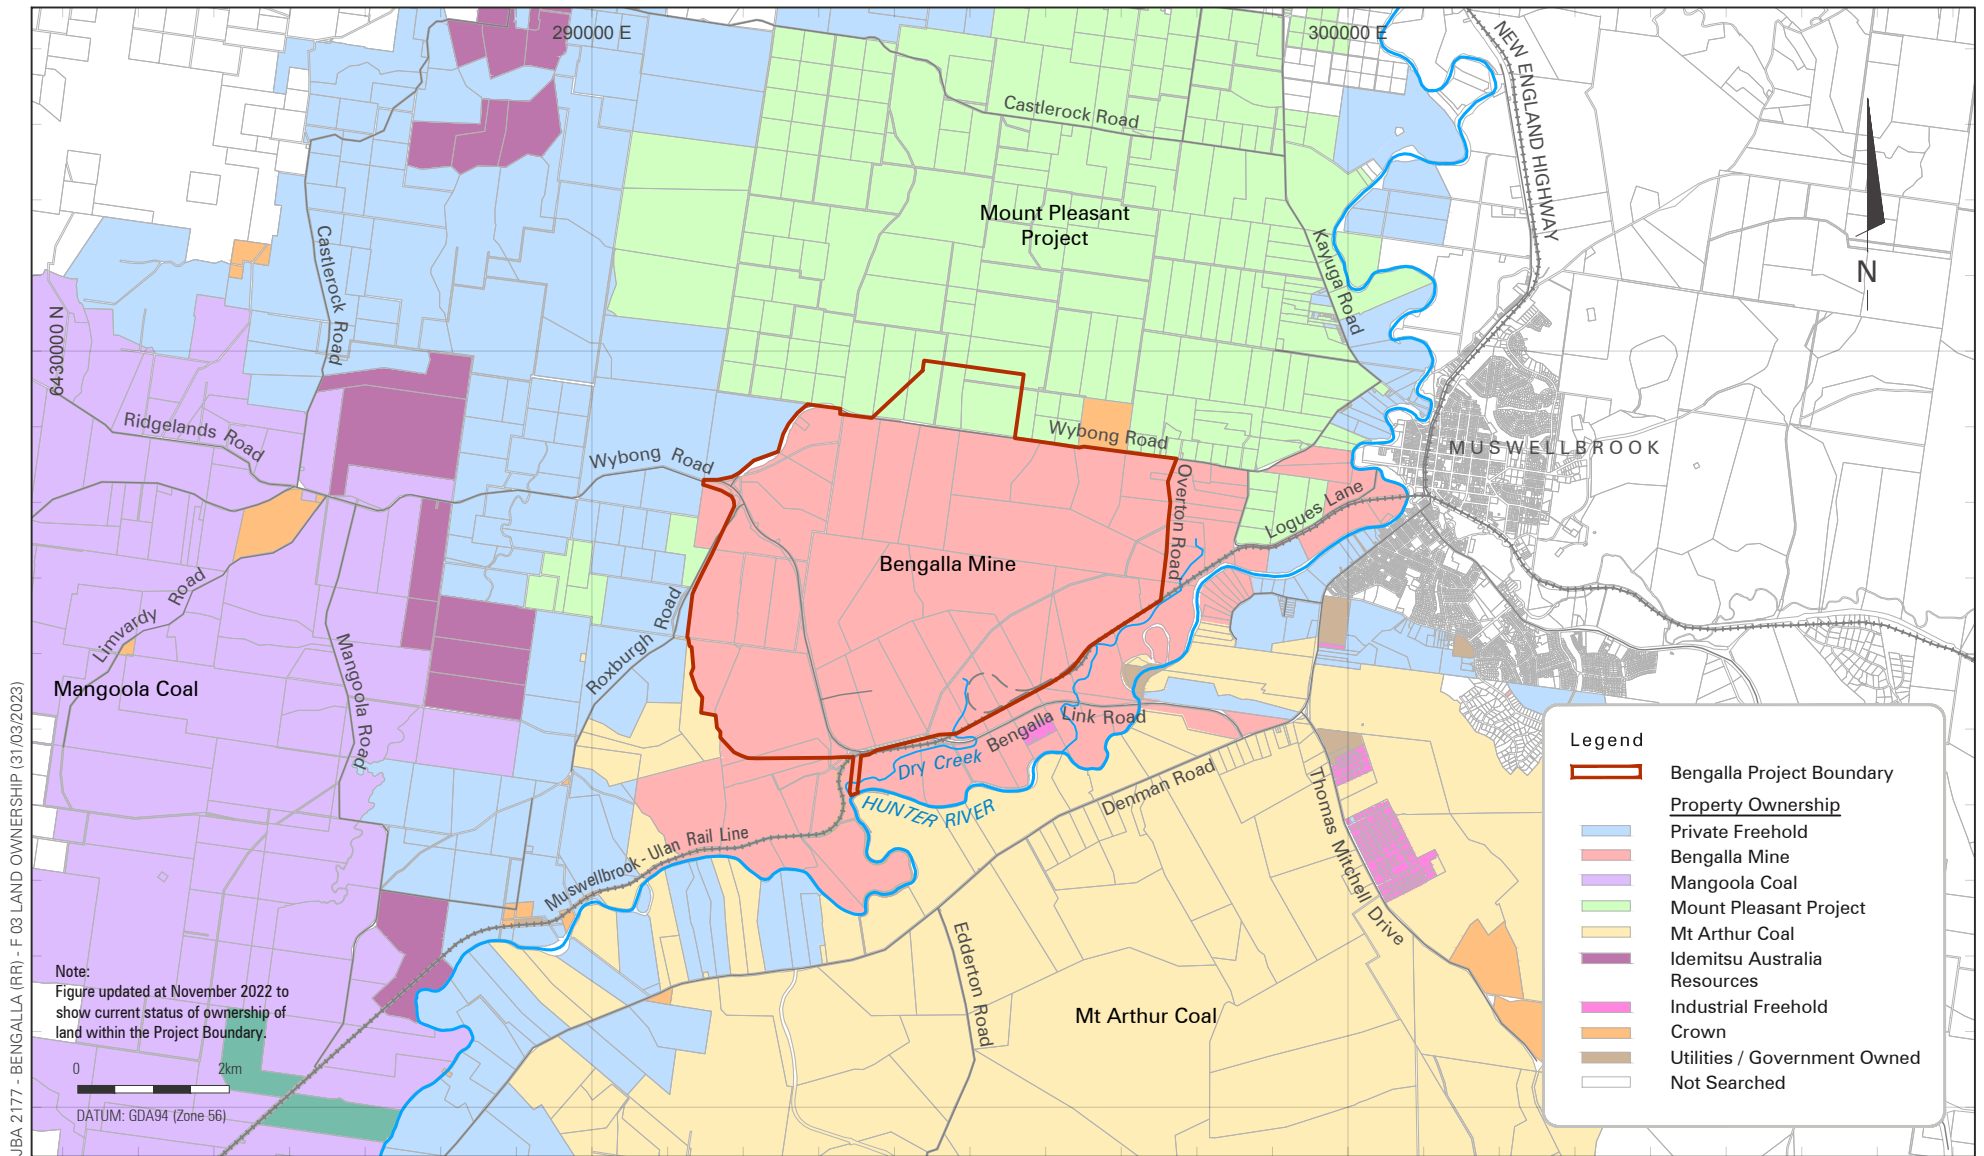 290000 E
300000 E
NEW ENGLAND HIGHWAY
Castlerock Road
Mount Pleasant
Project
Kayuga Road
Castlerock Road
N
6430000 N
Ridgelands Road
Wybong Road
Wybong Road
MUSWELLBROOK
Overton Road
Logues Lane
Bengalla Mine
Limvardy Road
Roxburgh Road
Mangoola Road
Mangoola Coal
Bengalla Link Road
Dry Creek
HUNTER RIVER
Denman Road
Thomas Mitchell Drive
Muswellbrook - Ulan Rail Line
Edderton Road
Mt Arthur Coal
Note:
Figure updated at November 2022 to
show current status of ownership of
land within the Project Boundary.
0 2km
DATUM: GDA94 (Zone 56)
Legend
Bengalla Project Boundary
Property Ownership
Private Freehold
Bengalla Mine
Mangoola Coal
Mount Pleasant Project
Mt Arthur Coal
Idemitsu Australia
Resources
Industrial Freehold
Crown
Utilities / Government Owned
Not Searched
JBA 2177 - BENGALLA (RR) - F 03 LAND OWNERSHIP (31/03/2023)